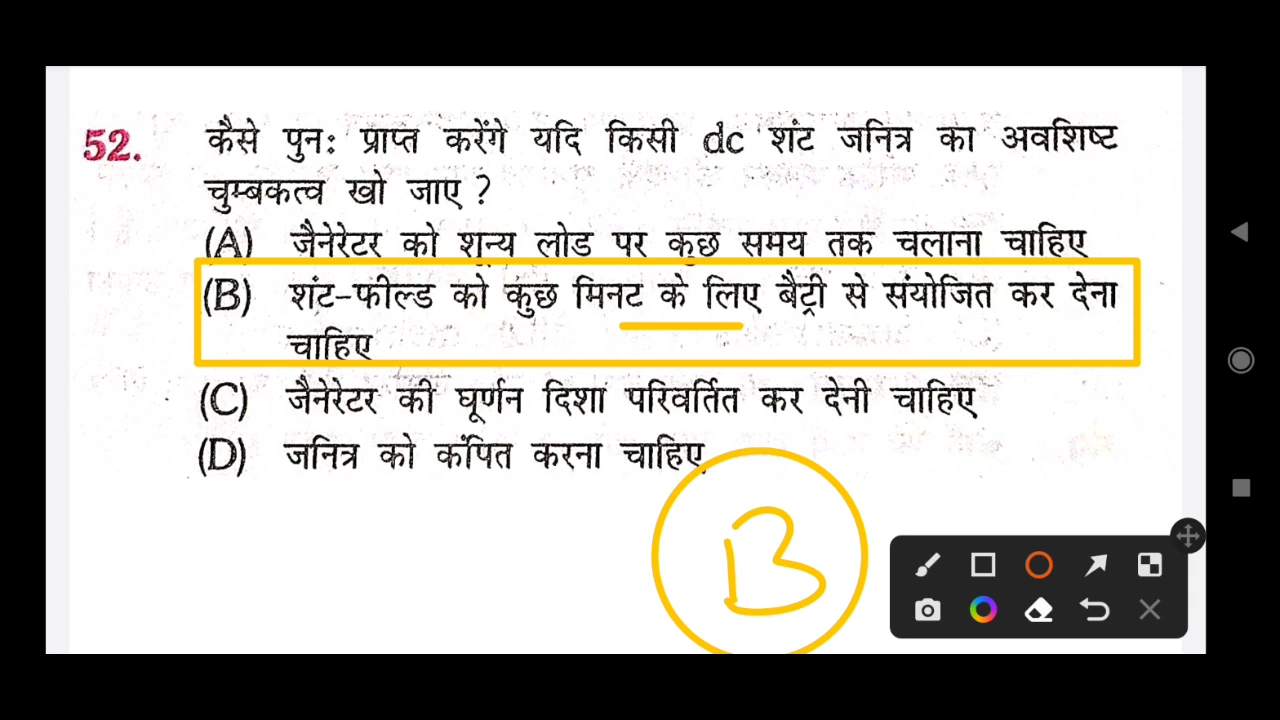 52. कैसे पुनः प्राप्त करेंगे यदि किसी dc शंट जनित्र का अवशिष्ट
चुम्बकत्व खो जाए ?
(A) जैनेरेटर को शून्य लोड पर कुछ समय तक चलाना चाहिए
(B) शंट-फील्ड को कुछ मिनट के लिए बैट्री से संयोजित कर देना
चाहिए
(C) जैनेरेटर की घूर्णन दिशा परिवर्तित कर देनी चाहिए
(D) जनित्र को कंपित करना चाहिए
B